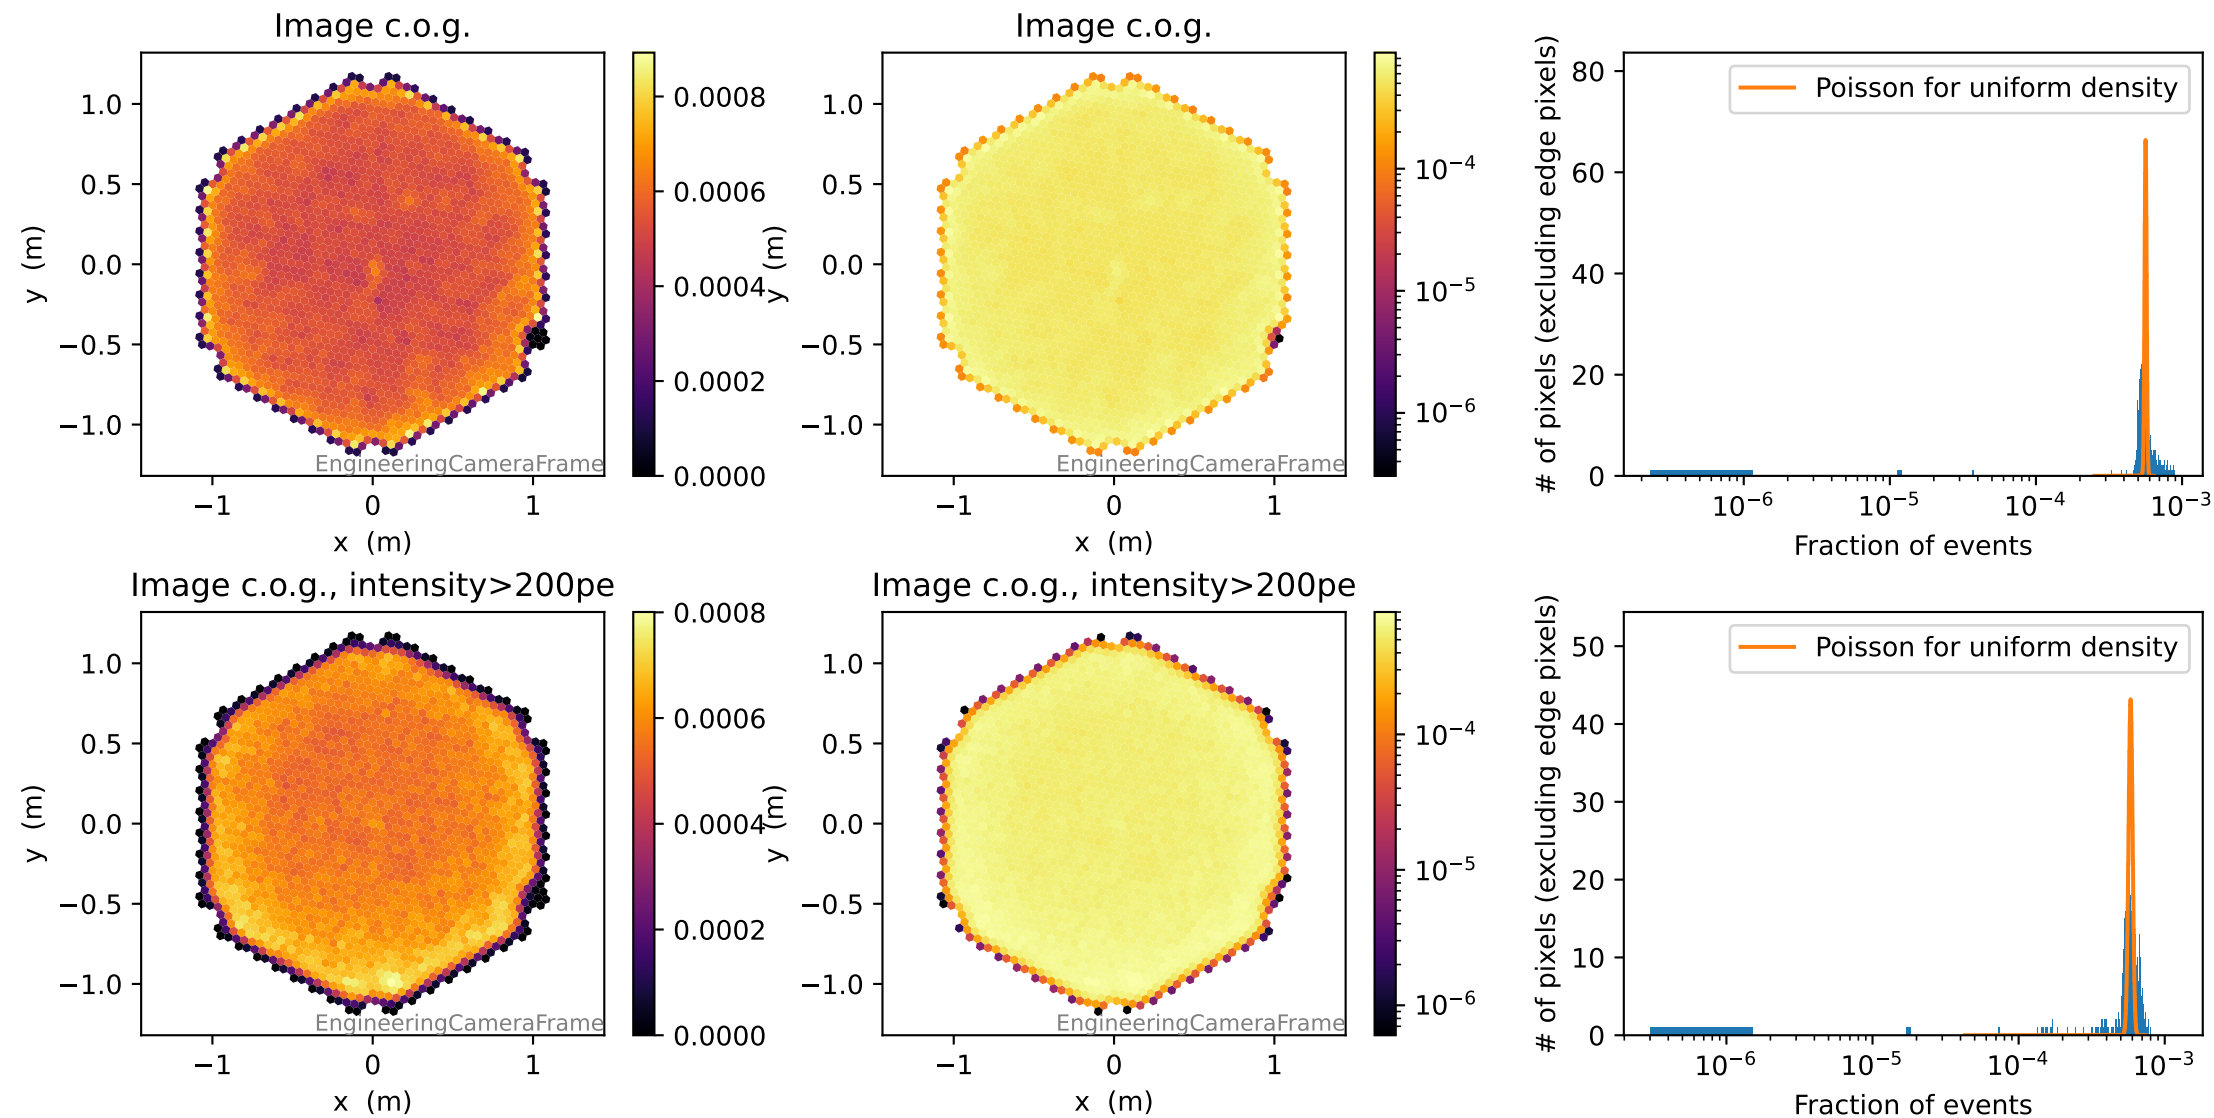 Image c.o.g.
1.0
0.5
0.0
−0.5
−1.0
y (m)
−1 0 1
x (m)
EngineeringCameraFrame
0.0008
0.0006
0.0004
0.0002
0.0000
Image c.o.g.
1.0
0.5
0.0
−0.5
−1.0
y (m)
−1 0 1
x (m)
EngineeringCameraFrame
10⁻⁴
10⁻⁵
10⁻⁶
# of pixels (excluding edge pixels)
80
60
40
20
0
Poisson for uniform density
10⁻⁶ 10⁻⁵ 10⁻⁴ 10⁻³
Fraction of events
Image c.o.g., intensity>200pe
1.0
0.5
0.0
−0.5
−1.0
y (m)
−1 0 1
x (m)
EngineeringCameraFrame
0.0008
0.0006
0.0004
0.0002
0.0000
Image c.o.g., intensity>200pe
1.0
0.5
0.0
−0.5
−1.0
y (m)
−1 0 1
x (m)
EngineeringCameraFrame
10⁻⁴
10⁻⁵
10⁻⁶
# of pixels (excluding edge pixels)
50
40
30
20
10
0
Poisson for uniform density
10⁻⁶ 10⁻⁵ 10⁻⁴ 10⁻³
Fraction of events